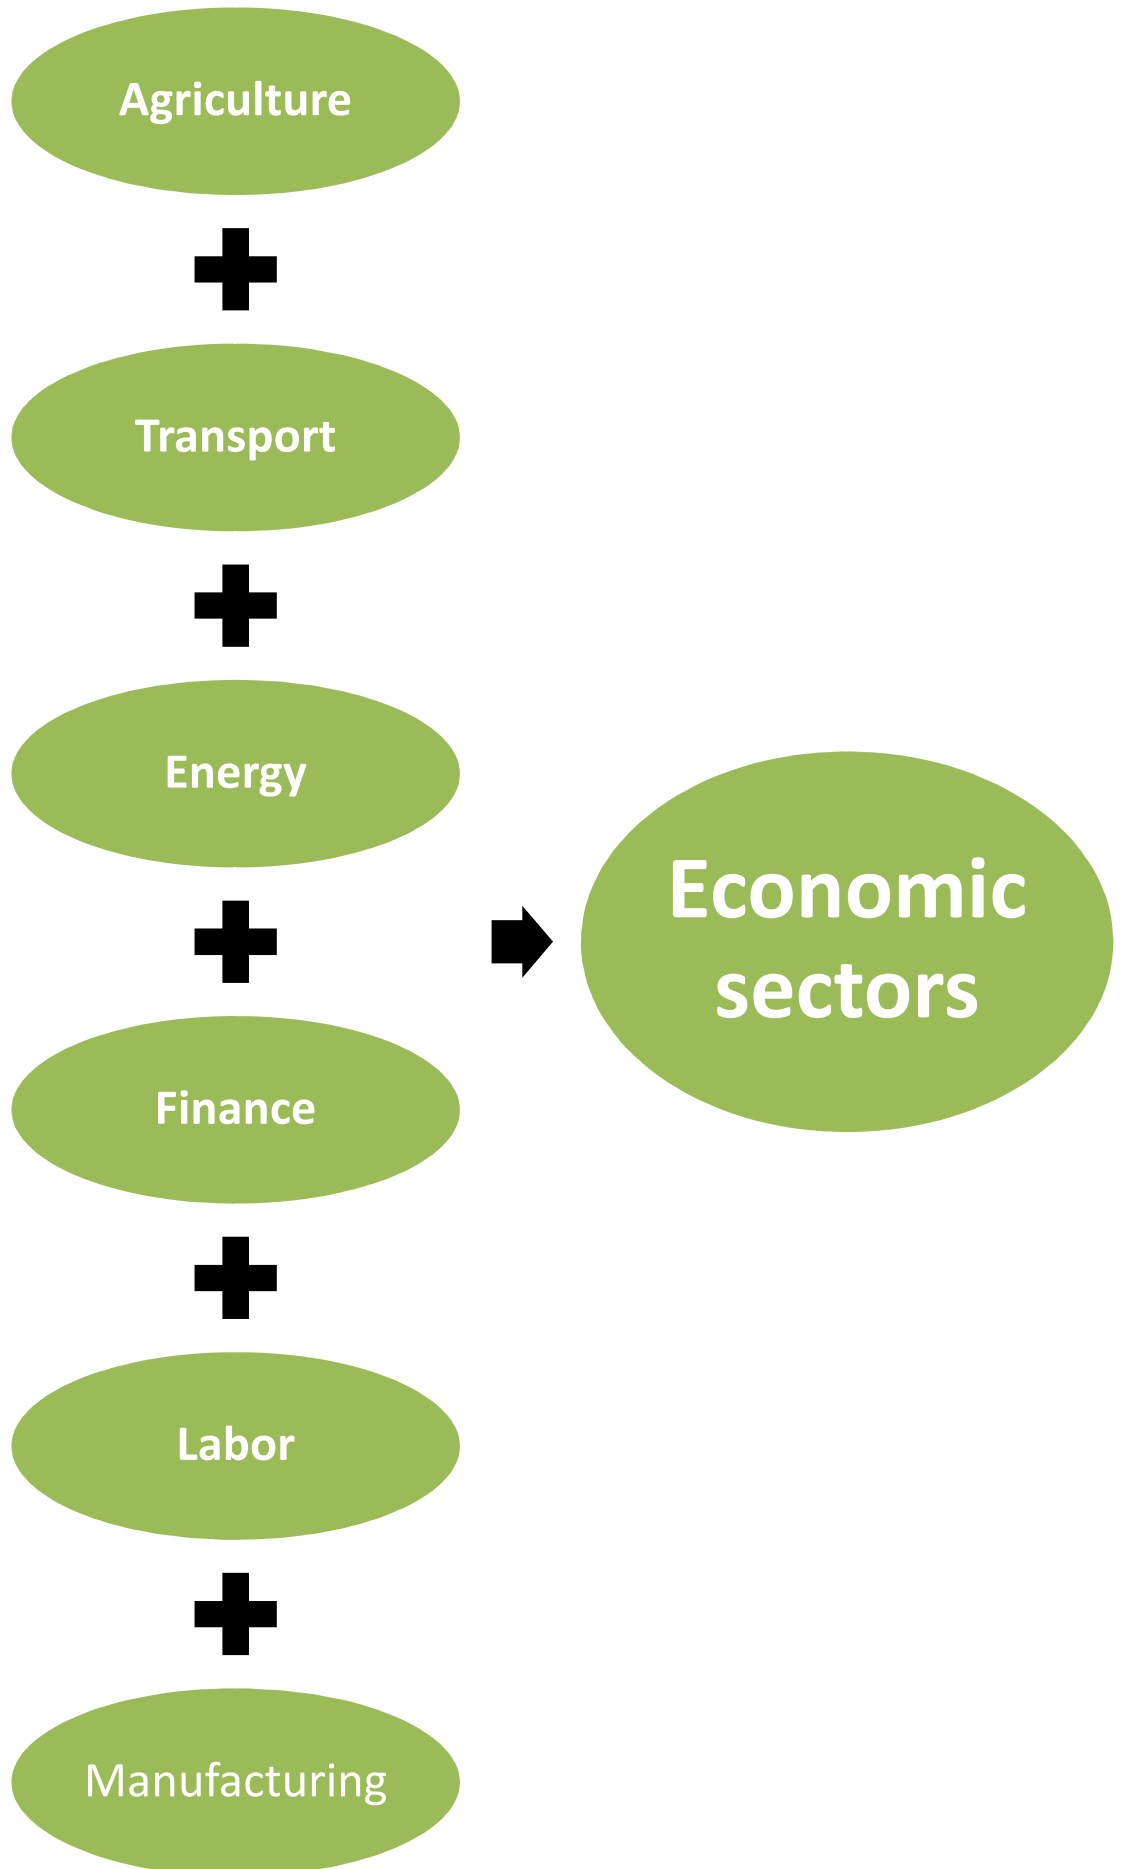 Agriculture
Transport
Energy
Finance
Labor
Manufacturing
Economic
sectors